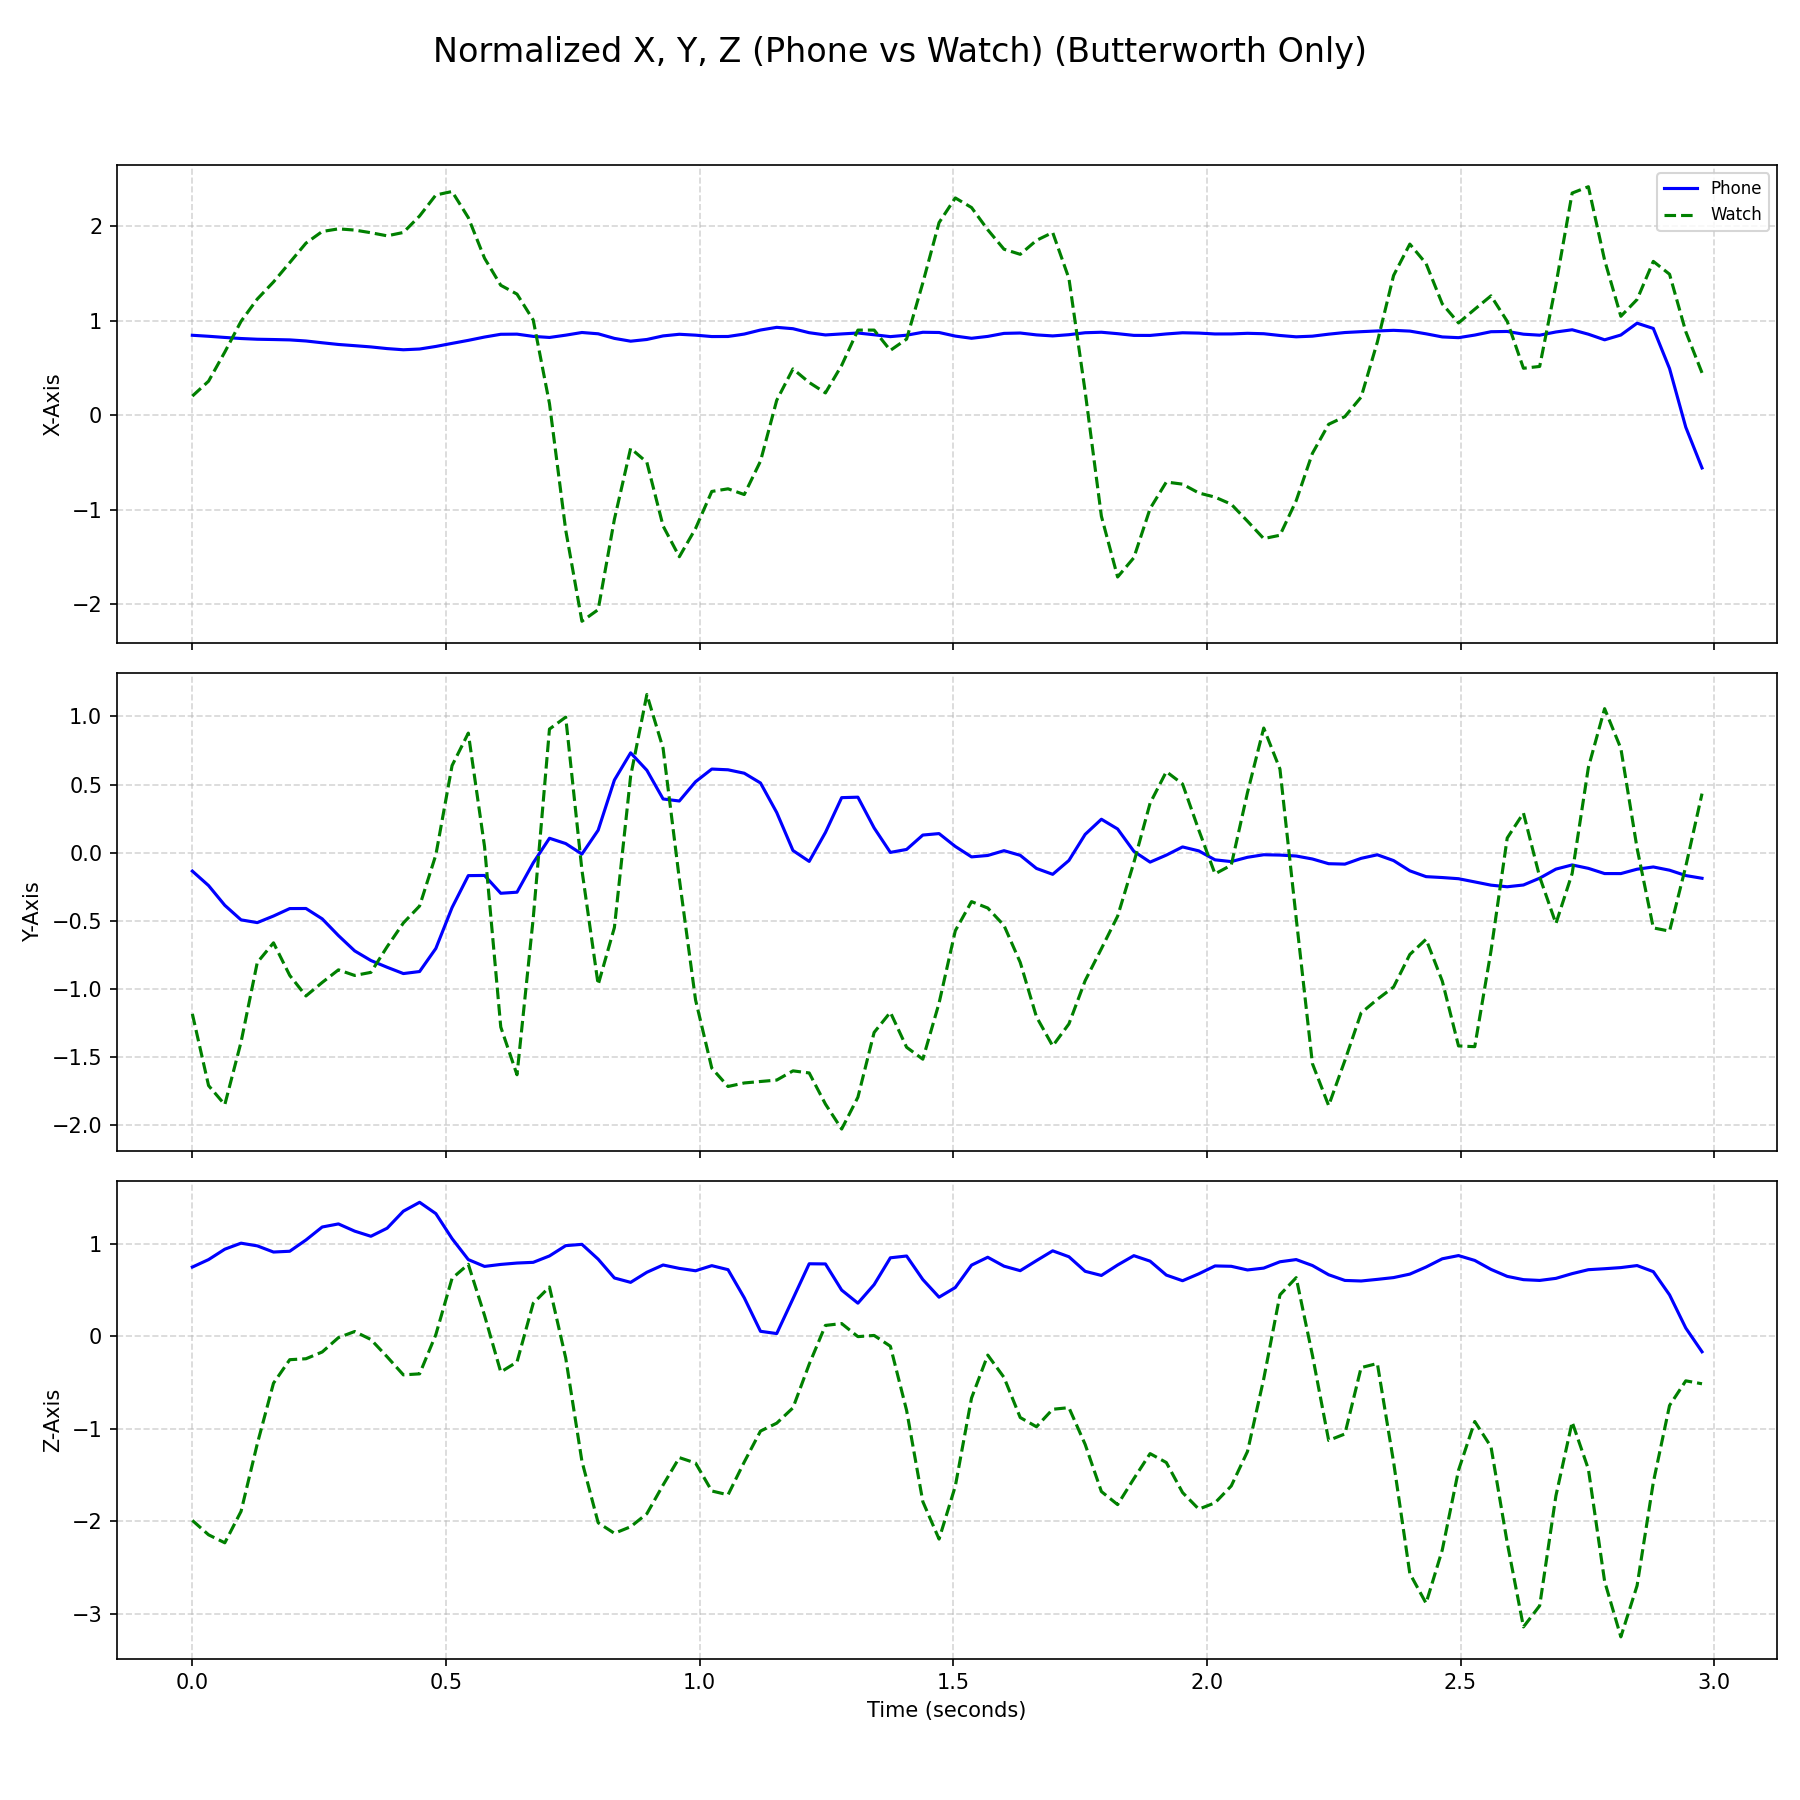 Normalized X, Y, Z (Phone vs Watch) (Butterworth Only)
Phone
Watch
2
1
0
−1
−2
X-Axis
1.0
0.5
0.0
−0.5
−1.0
−1.5
−2.0
Y-Axis
1
0
−1
−2
−3
Z-Axis
0.0 0.5 1.0 1.5 2.0 2.5 3.0
Time (seconds)